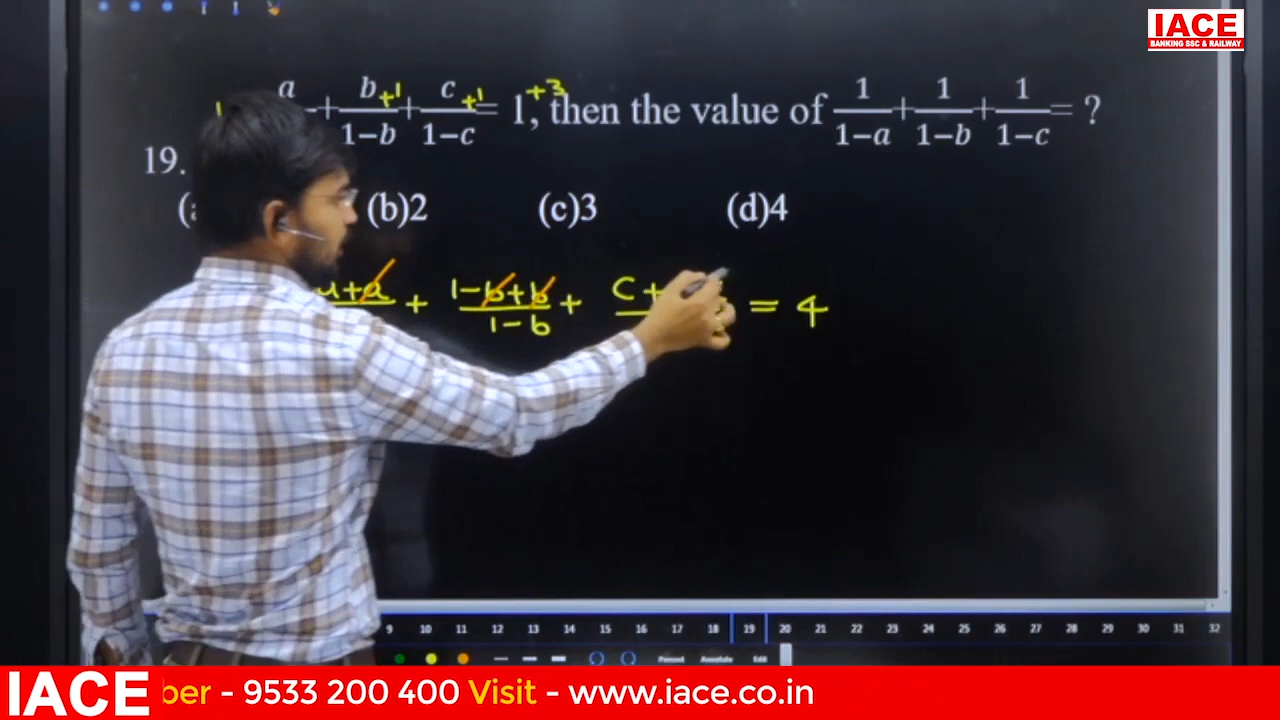 IACE
BANKING SSC & RAILWAY
a + b/1−b +1 + c/1−c +1 = 1, +3 then the value of 1/1−a + 1/1−b + 1/1−c = ?
19.
(b)2 (c)3 (d)4
+a + 1−b+b/1−b + c+ = 4
9 10 11 12 13 14 15 16 17 18 19 20 21 22 23 24 25 26 27 28 29 30 31 32
Present Annotate Edit
IACE ber - 9533 200 400 Visit - www.iace.co.in